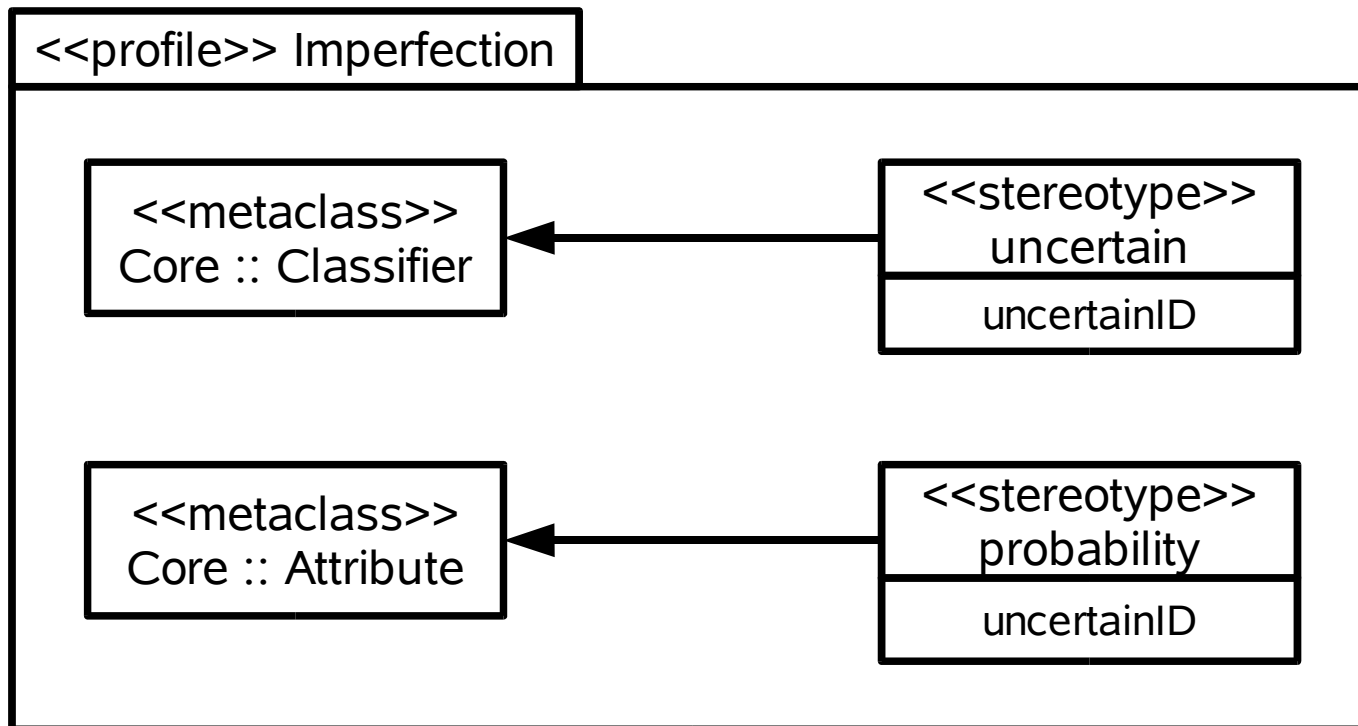 <<profile>> Imperfection
<<metaclass>>
Core :: Classifier
<<stereotype>>
uncertain
uncertainID
<<metaclass>>
Core :: Attribute
<<stereotype>>
probability
uncertainID